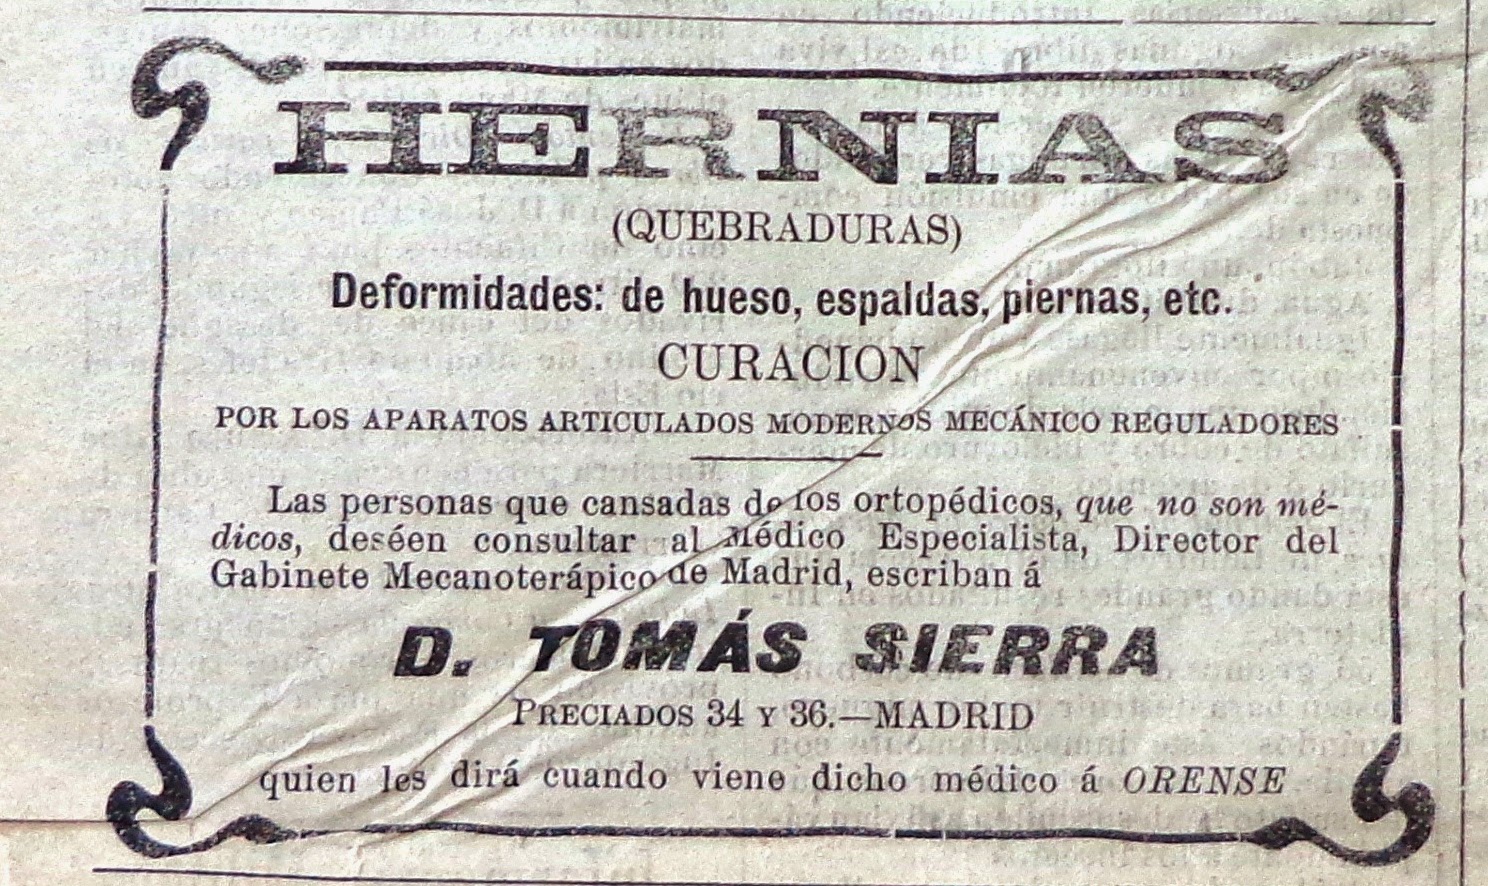 HERNIAS
(QUEBRADURAS)
Deformidades: de hueso, espaldas, piernas, etc.
CURACION
POR LOS APARATOS ARTICULADOS MODERNOS MECÁNICO REGULADORES
Las personas que cansadas de los ortopédicos, que no son mé-
dicos, deséen consultar al Médico Especialista, Director del
Gabinete Mecanoterápico de Madrid, escriban á
D. TOMÁS SIERRA
PRECIADOS 34 Y 36.—MADRID
quien les dirá cuando viene dicho médico á ORENSE